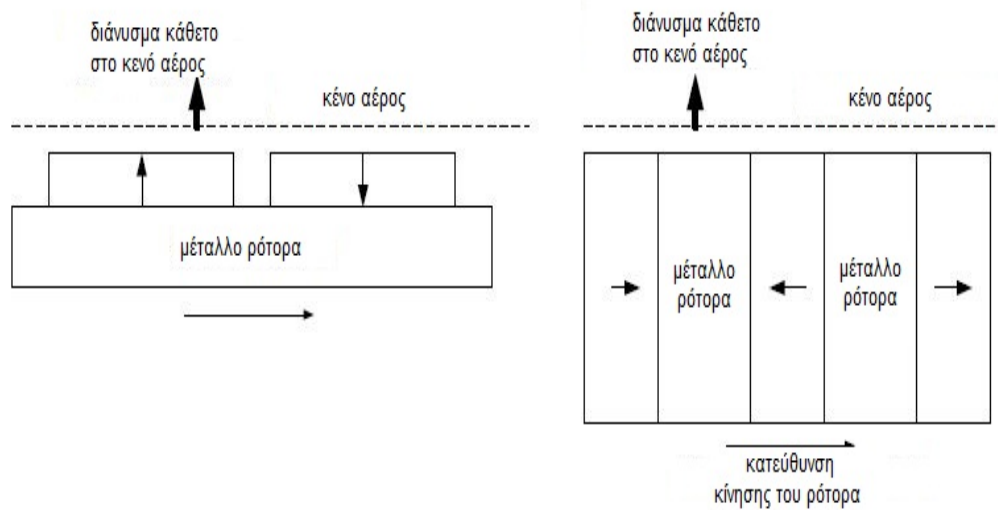 διάνυσμα κάθετο
στο κενό αέρος
κένο αέρος
μέταλλο ρότορα
διάνυσμα κάθετο
στο κενό αέρος
κένο αέρος
μέταλλο
ρότορα
μέταλλο
ρότορα
κατεύθυνση
κίνησης του ρότορα